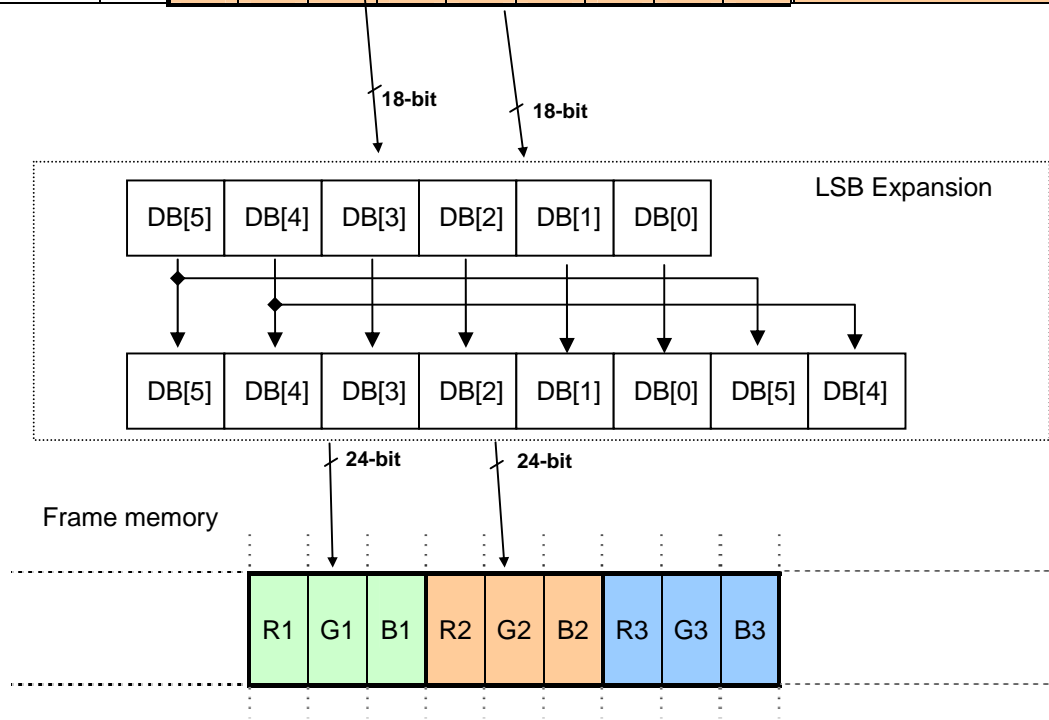 18-bit
18-bit
LSB Expansion
DB[5] DB[4] DB[3] DB[2] DB[1] DB[0]
DB[5] DB[4] DB[3] DB[2] DB[1] DB[0] DB[5] DB[4]
24-bit 24-bit
Frame memory
R1 G1 B1 R2 G2 B2 R3 G3 B3